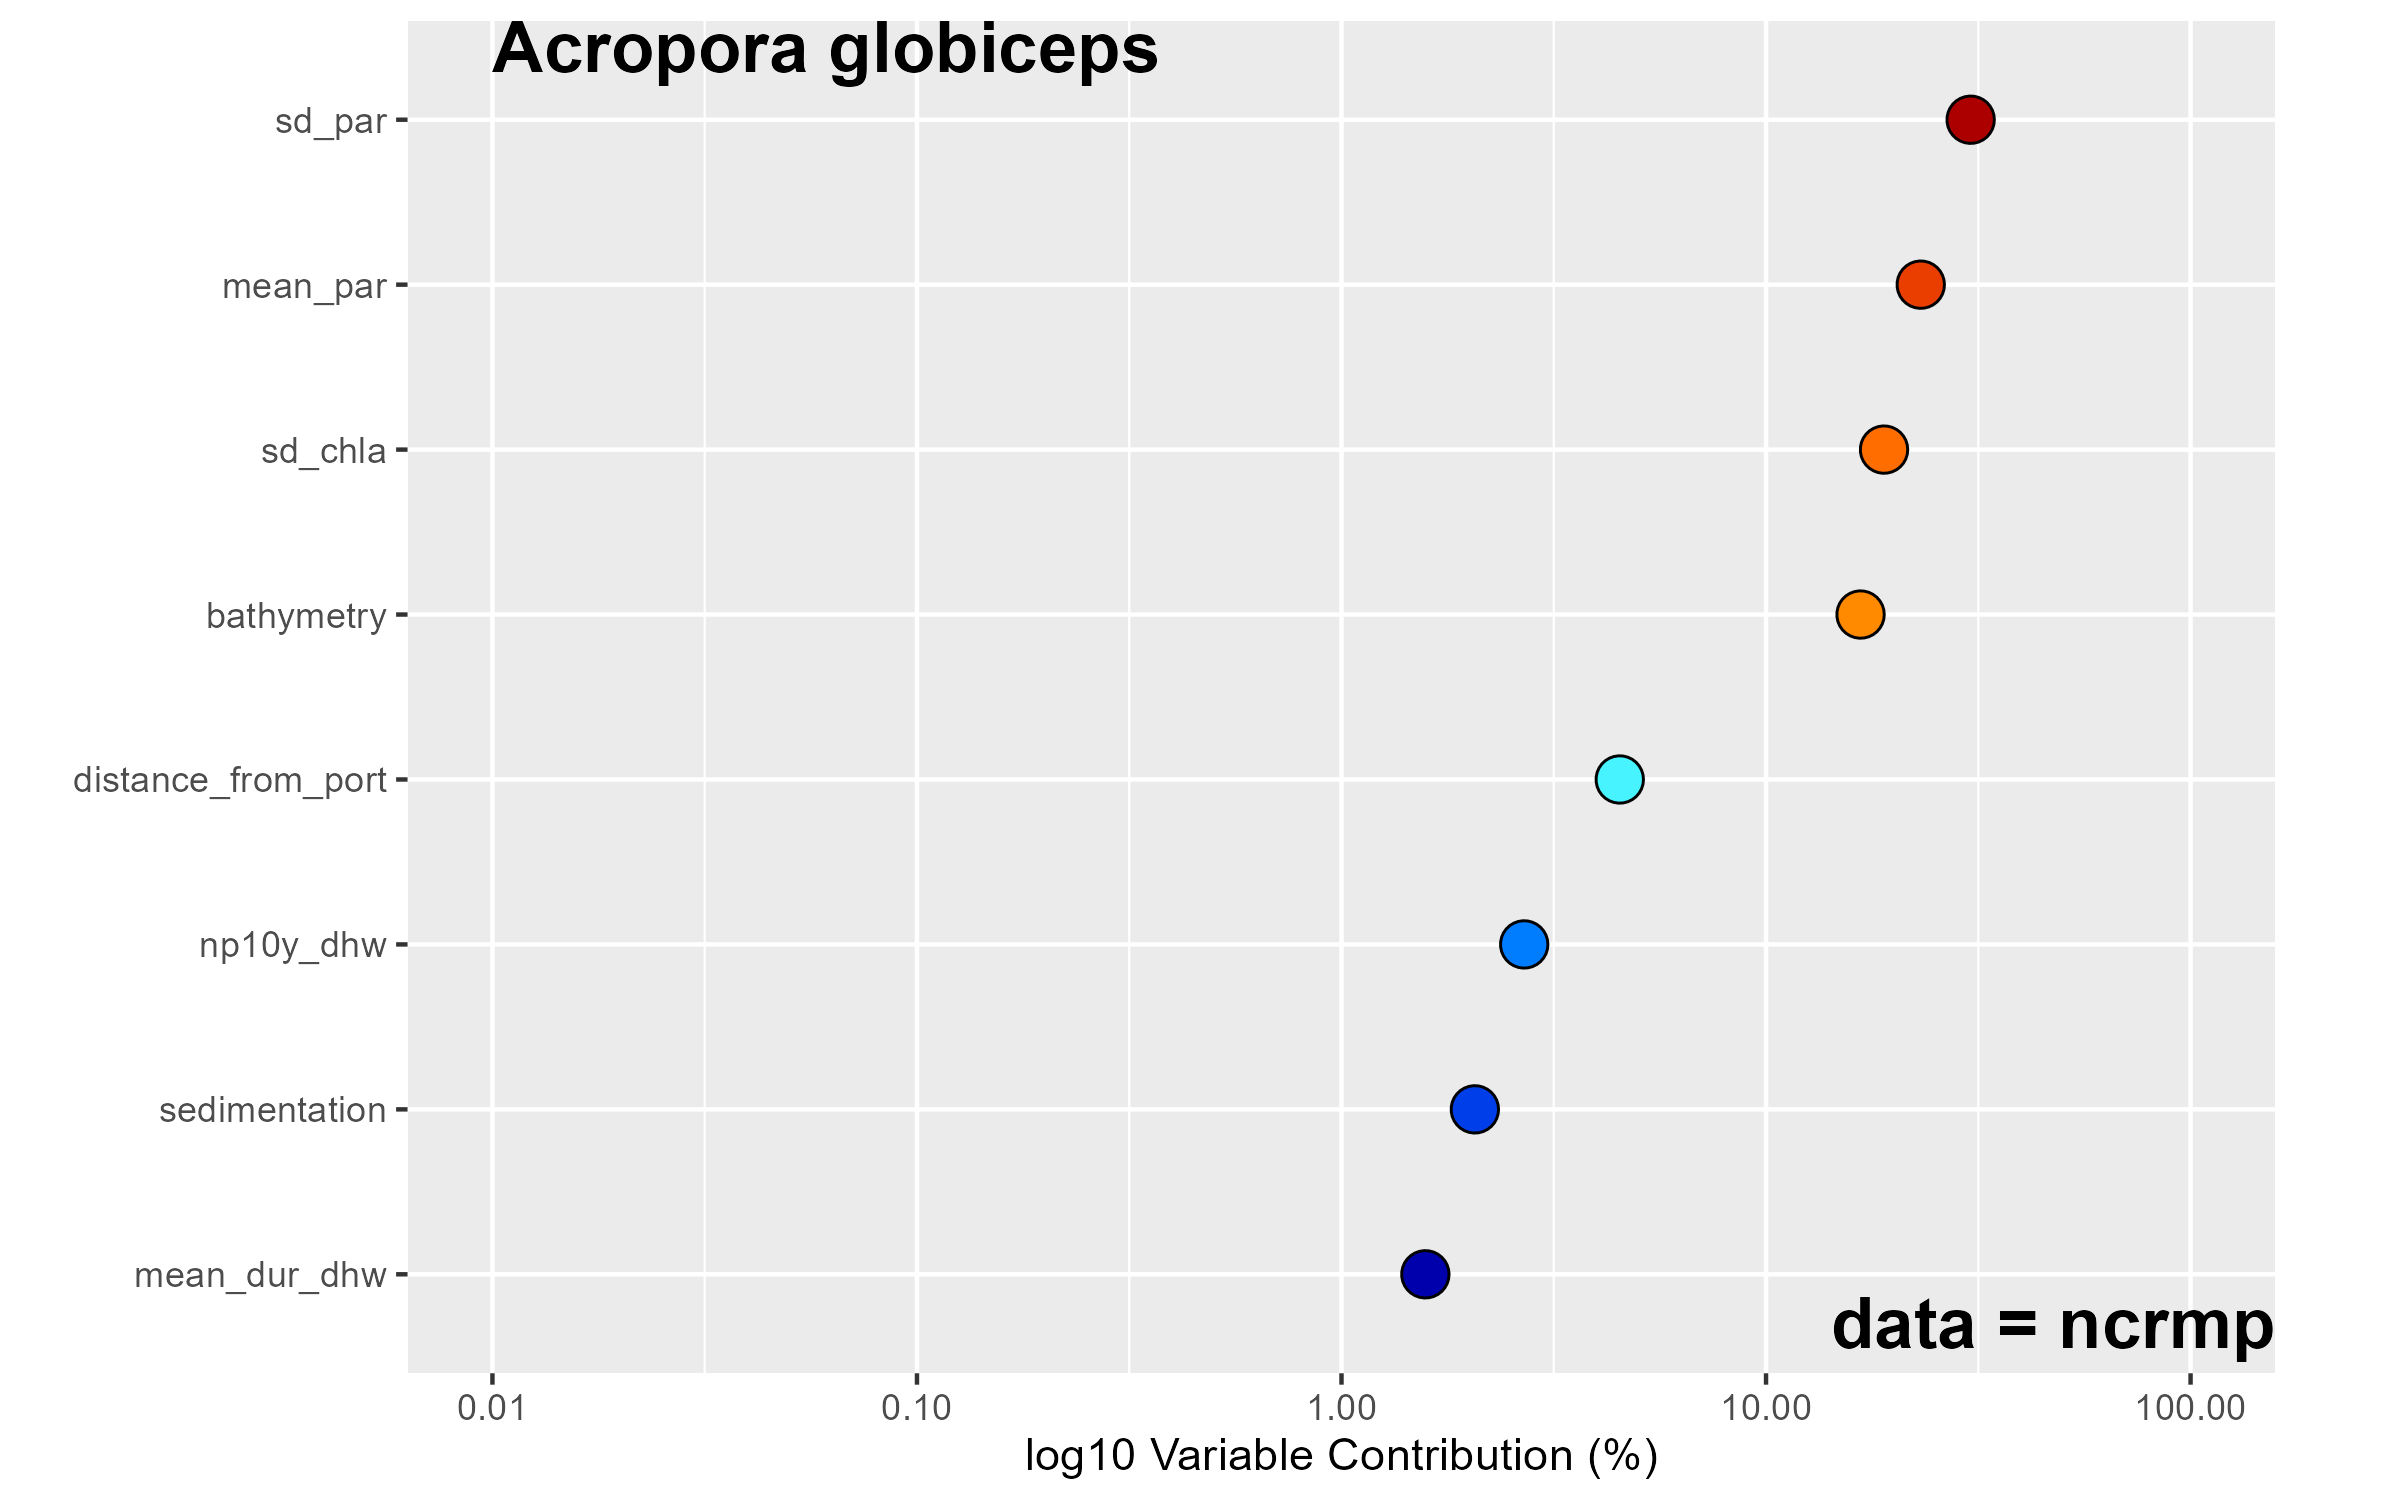 Acropora globiceps
sd_par
mean_par
sd_chla
bathymetry
distance_from_port
np10y_dhw
sedimentation
mean_dur_dhw
data = ncrmp
0.01 0.10 1.00 10.00 100.00
log10 Variable Contribution (%)